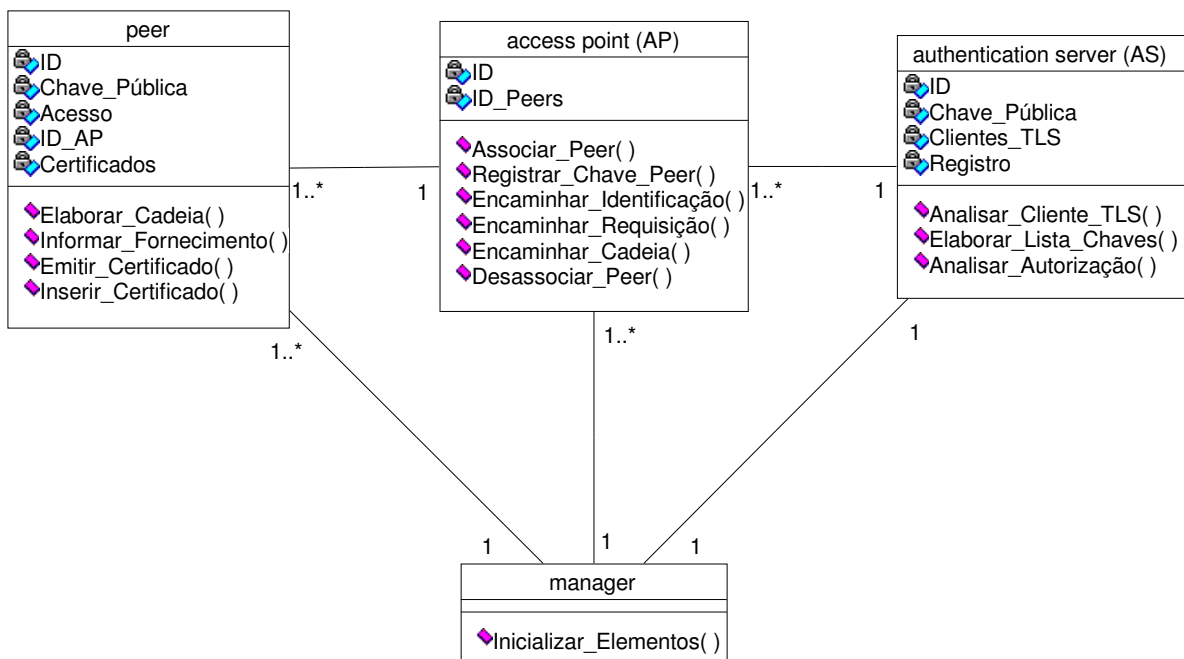 peer
ID
Chave_Pública
Acesso
ID_AP
Certificados
Elaborar_Cadeia( )
Informar_Fornecimento( )
Emitir_Certificado( )
Inserir_Certificado( )
access point (AP)
ID
ID_Peers
Associar_Peer( )
Registrar_Chave_Peer( )
Encaminhar_Identificação( )
Encaminhar_Requisição( )
Encaminhar_Cadeia( )
Desassociar_Peer( )
authentication server (AS)
ID
Chave_Pública
Clientes_TLS
Registro
Analisar_Cliente_TLS( )
Elaborar_Lista_Chaves( )
Analisar_Autorização( )
1..*
1
1..*
1
1..*
1..*
1
1
1
1
manager
Inicializar_Elementos( )